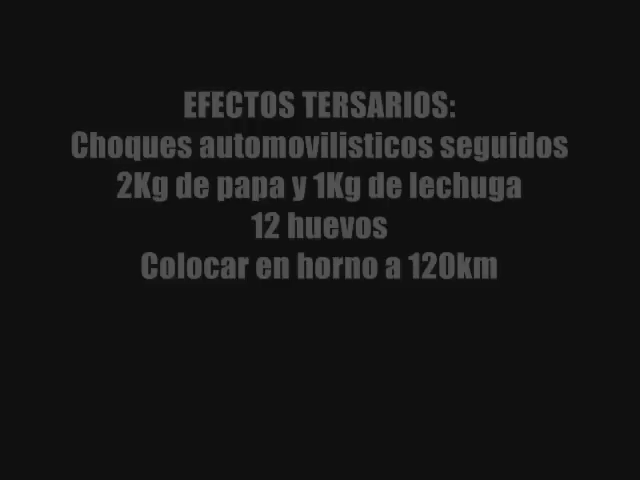 EFECTOS TERSARIOS:
Choques automovilisticos seguidos
2Kg de papa y 1Kg de lechuga
12 huevos
Colocar en horno a 120km